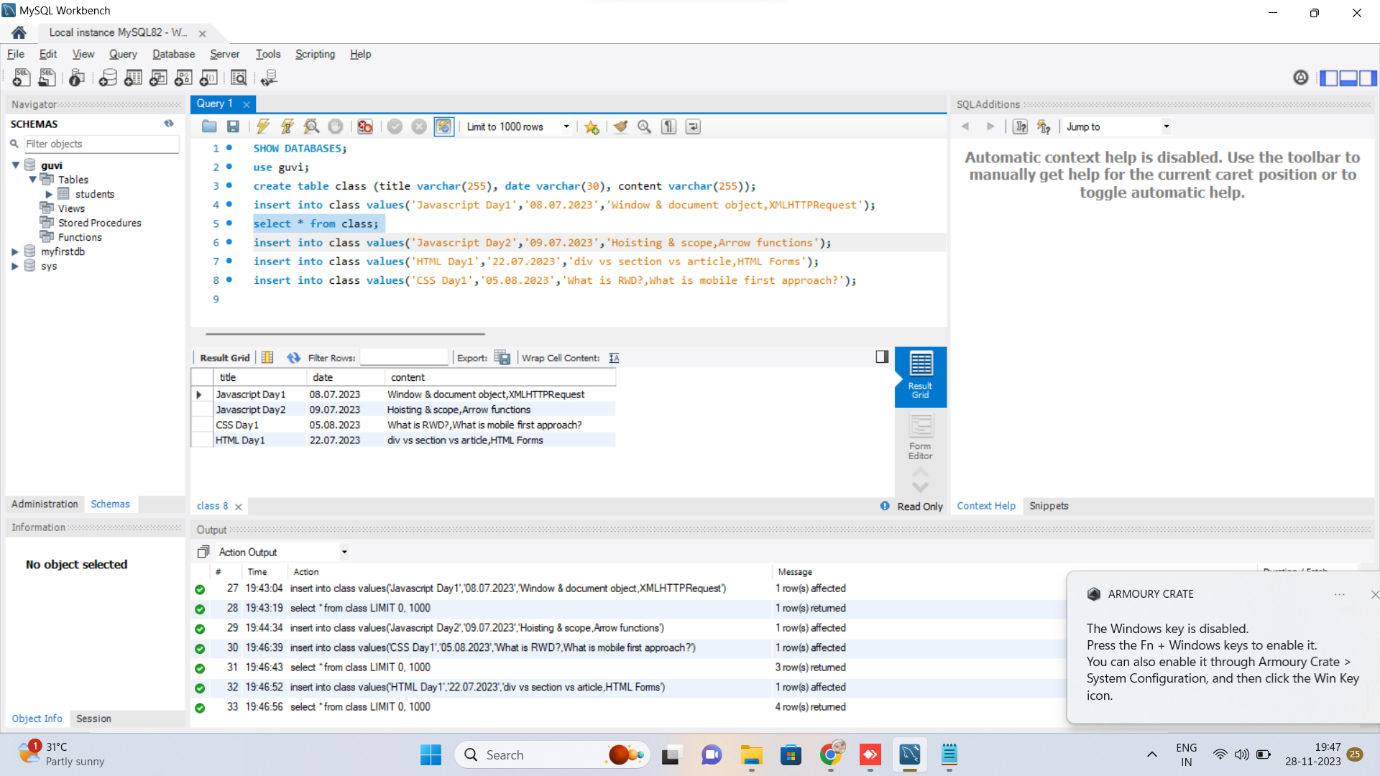 MySQL Workbench
Local instance MySQL82 - W...
File Edit View Query Database Server Tools Scripting Help
Navigator
SCHEMAS
Filter objects
guvi
Tables
students
Views
Stored Procedures
Functions
myfirstdb
sys
Administration Schemas
Information
No object selected
Object Info Session
Query 1
Limit to 1000 rows
1 SHOW DATABASES;
2 use guvi;
3 create table class (title varchar(255), date varchar(30), content varchar(255));
4 insert into class values('Javascript Day1','08.07.2023','Window & document object,XMLHTTPRequest');
5 select * from class;
6 insert into class values('Javascript Day2','09.07.2023','Hoisting & scope,Arrow functions');
7 insert into class values('HTML Day1','22.07.2023','div vs section vs article,HTML Forms');
8 insert into class values('CSS Day1','05.08.2023','What is RWD?,What is mobile first approach?');
9
Result Grid Filter Rows: Export: Wrap Cell Content:
title date content
Javascript Day1 08.07.2023 Window & document object,XMLHTTPRequest
Javascript Day2 09.07.2023 Hoisting & scope,Arrow functions
CSS Day1 05.08.2023 What is RWD?,What is mobile first approach?
HTML Day1 22.07.2023 div vs section vs article,HTML Forms
Result
Grid
Form
Editor
class 8
Read Only
SQLAdditions
Jump to
Automatic context help is disabled. Use the toolbar to
manually get help for the current caret position or to
toggle automatic help.
Context Help Snippets
Output
Action Output
# Time Action Message
27 19:43:04 insert into class values('Javascript Day1','08.07.2023','Window & document object,XMLHTTPRequest') 1 row(s) affected
28 19:43:19 select * from class LIMIT 0, 1000 1 row(s) returned
29 19:44:34 insert into class values('Javascript Day2','09.07.2023','Hoisting & scope,Arrow functions') 1 row(s) affected
30 19:46:39 insert into class values('CSS Day1','05.08.2023','What is RWD?,What is mobile first approach?') 1 row(s) affected
31 19:46:43 select * from class LIMIT 0, 1000 3 row(s) returned
32 19:46:52 insert into class values('HTML Day1','22.07.2023','div vs section vs article,HTML Forms') 1 row(s) affected
33 19:46:56 select * from class LIMIT 0, 1000 4 row(s) returned
ARMOURY CRATE
The Windows key is disabled.
Press the Fn + Windows keys to enable it.
You can also enable it through Armoury Crate >
System Configuration, and then click the Win Key
icon.
1
31°C
Partly sunny
Search
ENG
IN
19:47
28-11-2023
25